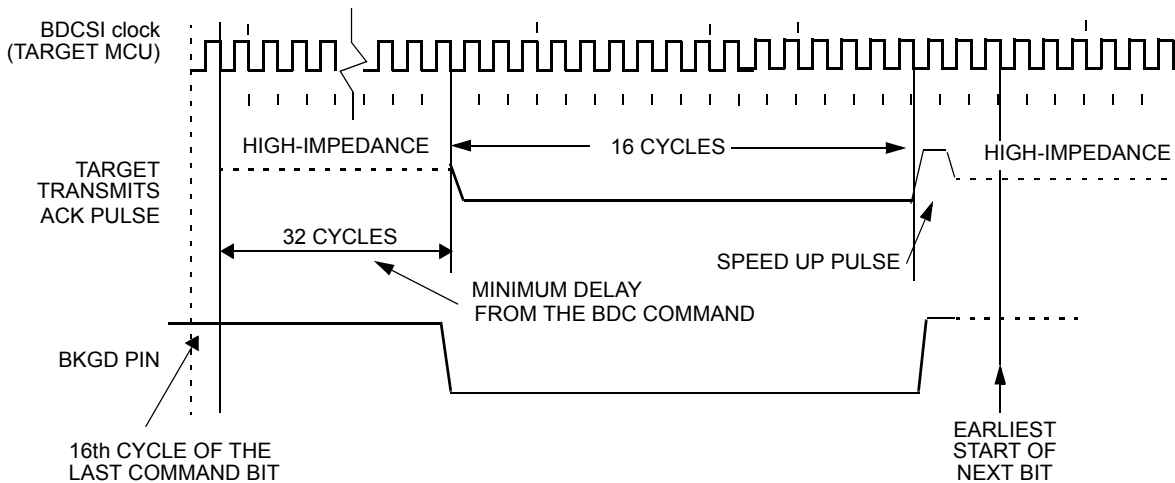 BDCSI clock
(TARGET MCU)
HIGH-IMPEDANCE
16 CYCLES
HIGH-IMPEDANCE
TARGET
TRANSMITS
ACK PULSE
32 CYCLES
SPEED UP PULSE
MINIMUM DELAY
FROM THE BDC COMMAND
BKGD PIN
16th CYCLE OF THE
LAST COMMAND BIT
EARLIEST
START OF
NEXT BIT